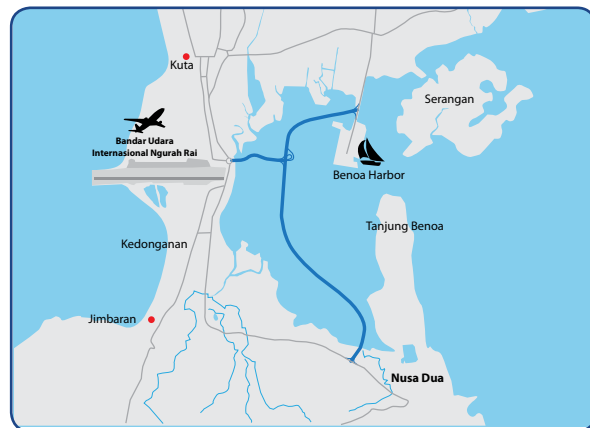 Kuta
Serangan
Bandar Udara
Internasional Ngurah Rai
Benoa Harbor
Tanjung Benoa
Kedonganan
Jimbaran
Nusa Dua